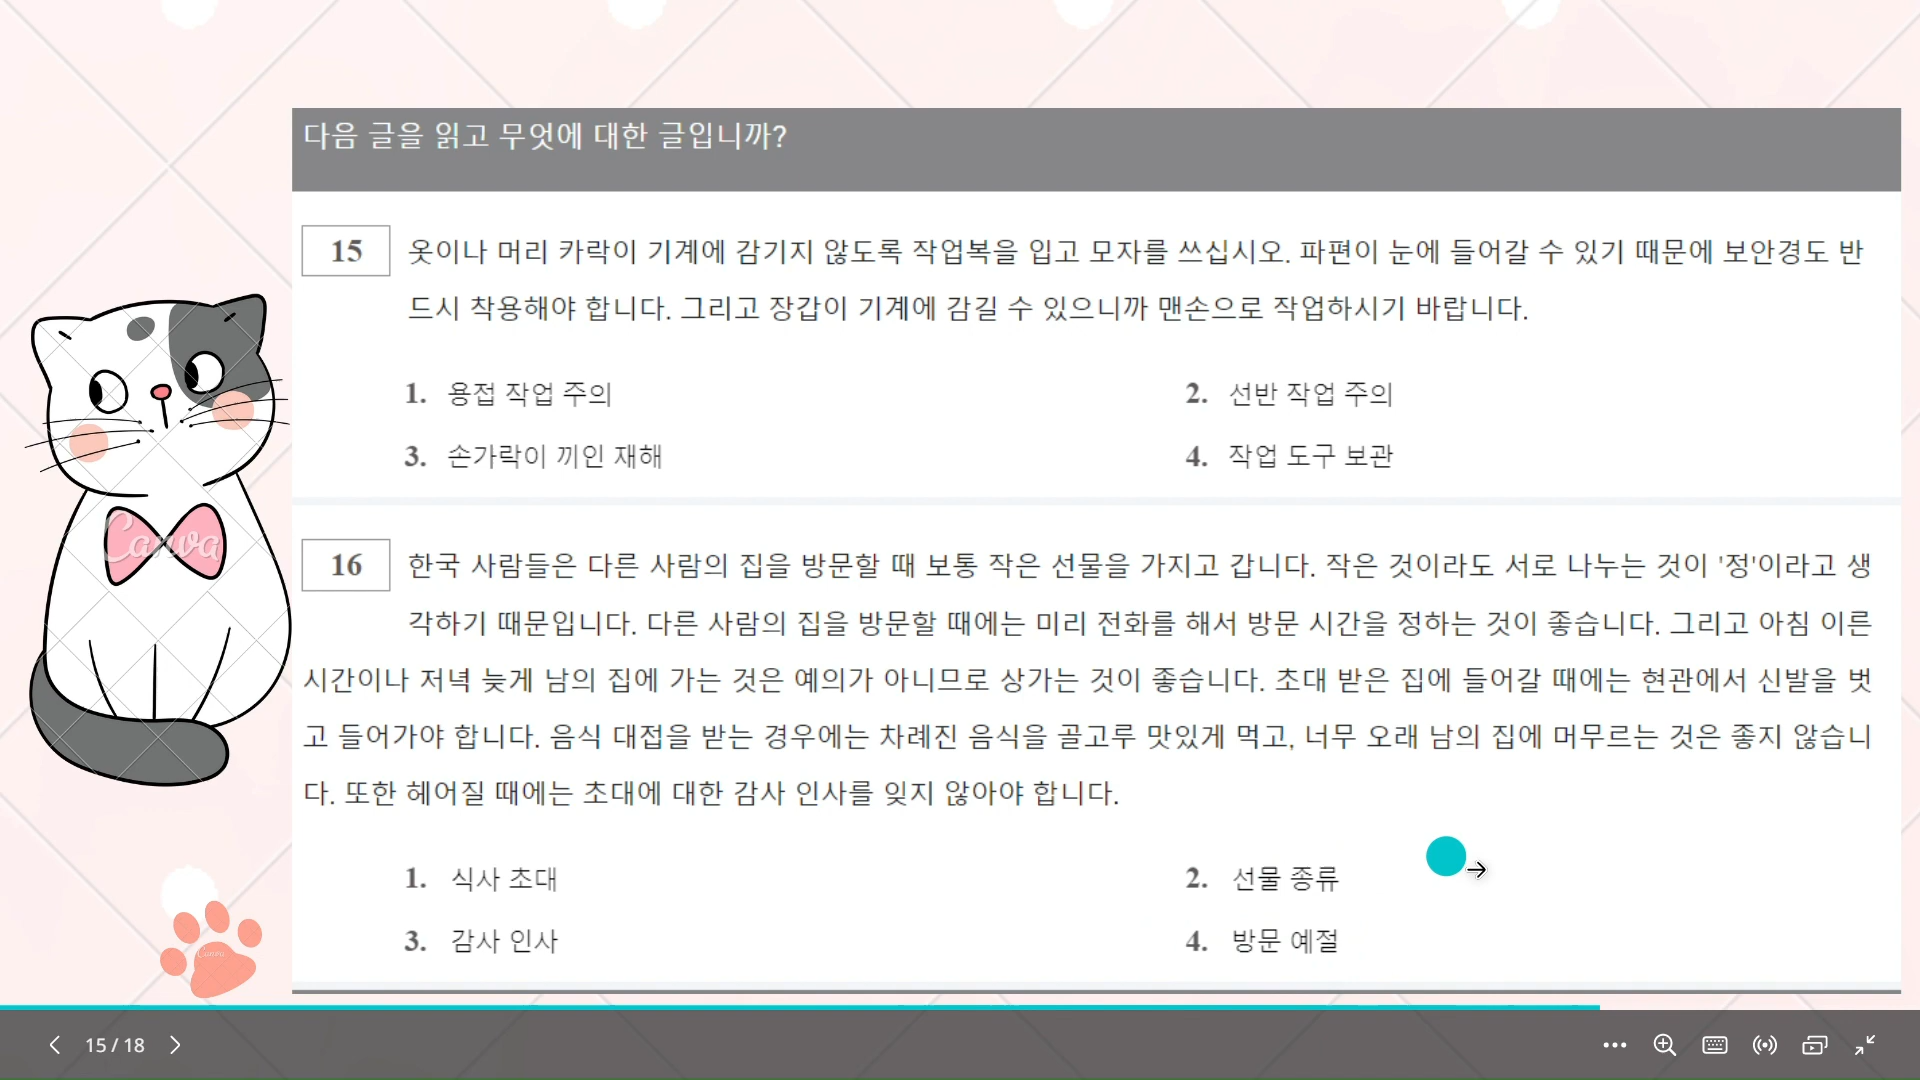 다음 글을 읽고 무엇에 대한 글입니까?
15 옷이나 머리 카락이 기계에 감기지 않도록 작업복을 입고 모자를 쓰십시오. 파편이 눈에 들어갈 수 있기 때문에 보안경도 반
드시 착용해야 합니다. 그리고 장갑이 기계에 감길 수 있으니까 맨손으로 작업하시기 바랍니다.
1. 용접 작업 주의
2. 선반 작업 주의
3. 손가락이 끼인 재해
4. 작업 도구 보관
16 한국 사람들은 다른 사람의 집을 방문할 때 보통 작은 선물을 가지고 갑니다. 작은 것이라도 서로 나누는 것이 '정'이라고 생
각하기 때문입니다. 다른 사람의 집을 방문할 때에는 미리 전화를 해서 방문 시간을 정하는 것이 좋습니다. 그리고 아침 이른
시간이나 저녁 늦게 남의 집에 가는 것은 예의가 아니므로 상가는 것이 좋습니다. 초대 받은 집에 들어갈 때에는 현관에서 신발을 벗
고 들어가야 합니다. 음식 대접을 받는 경우에는 차례진 음식을 골고루 맛있게 먹고, 너무 오래 남의 집에 머무르는 것은 좋지 않습니
다. 또한 헤어질 때에는 초대에 대한 감사 인사를 잊지 않아야 합니다.
1. 식사 초대
2. 선물 종류
3. 감사 인사
4. 방문 예절
Canva
Canva
15 / 18